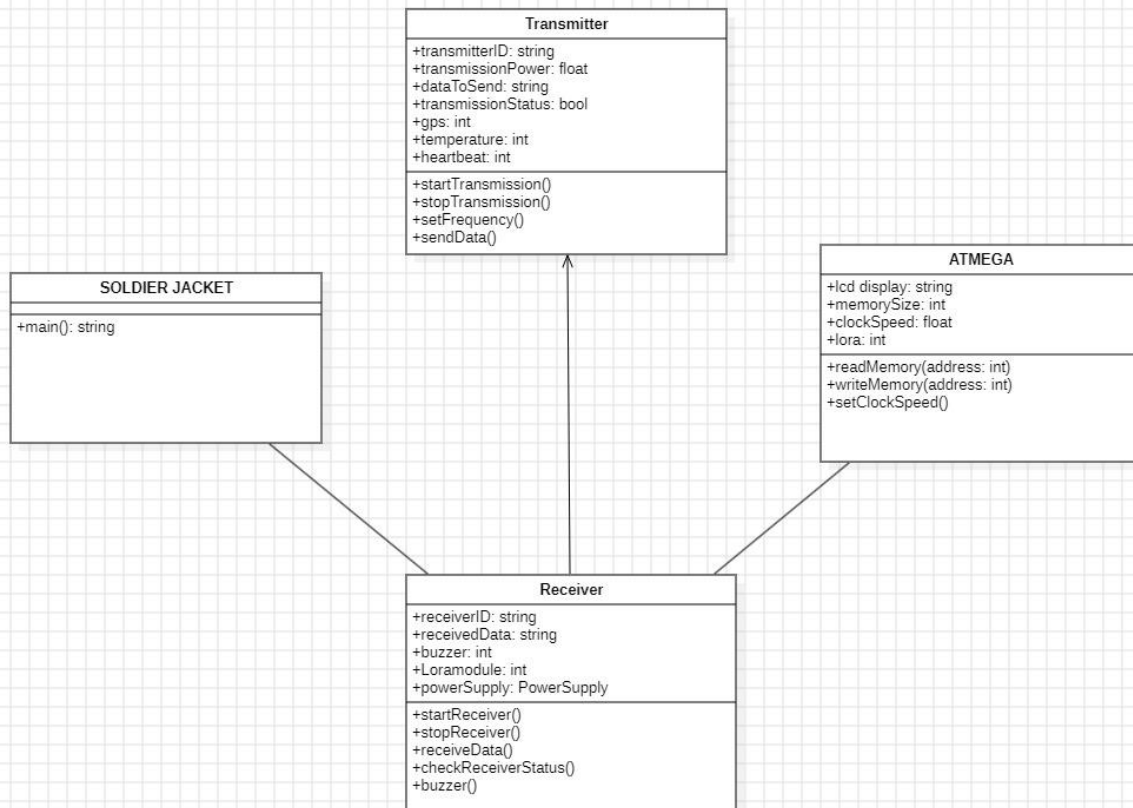 Transmitter
+transmitterID: string
+transmissionPower: float
+dataToSend: string
+transmissionStatus: bool
+gps: int
+temperature: int
+heartbeat: int
+startTransmission()
+stopTransmission()
+setFrequency()
+sendData()
SOLDIER JACKET
+main(): string
ATMEGA
+lcd display: string
+memorySize: int
+clockSpeed: float
+lora: int
+readMemory(address: int)
+writeMemory(address: int)
+setClockSpeed()
Receiver
+receiverID: string
+receivedData: string
+buzzer: int
+Loramodule: int
+powerSupply: PowerSupply
+startReceiver()
+stopReceiver()
+receiveData()
+checkReceiverStatus()
+buzzer()